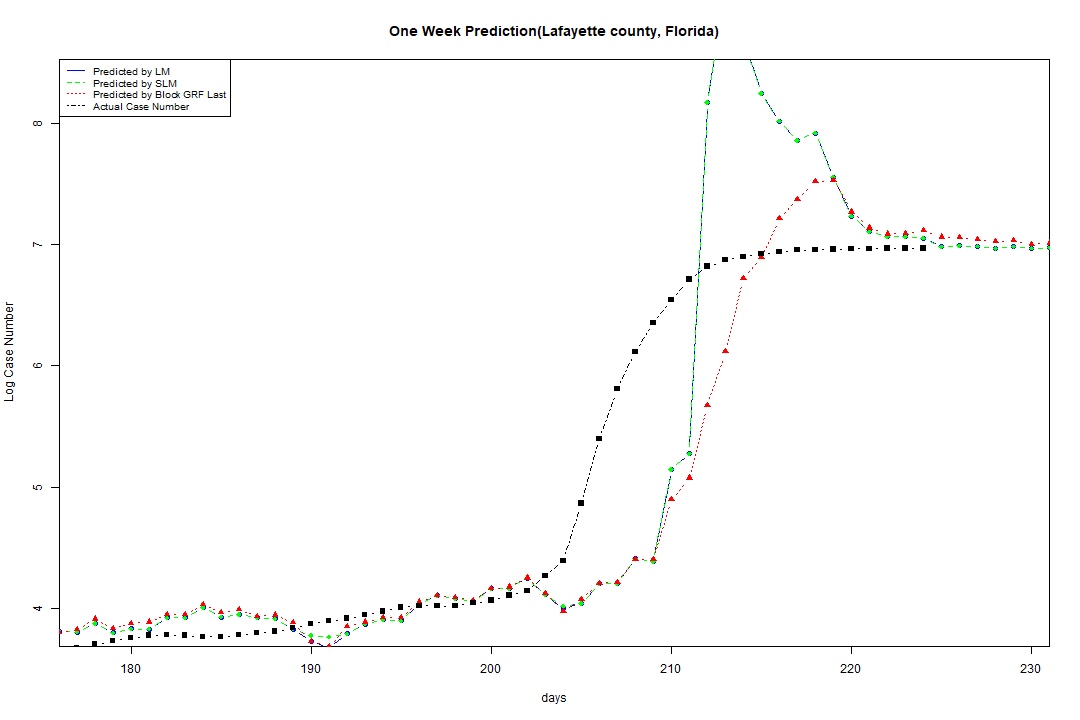 One Week Prediction(Lafayette county, Florida)
Predicted by LM
Predicted by SLM
Predicted by Block GRF Last
Actual Case Number
8
7
6
5
4
Log Case Number
180 190 200 210 220 230
days